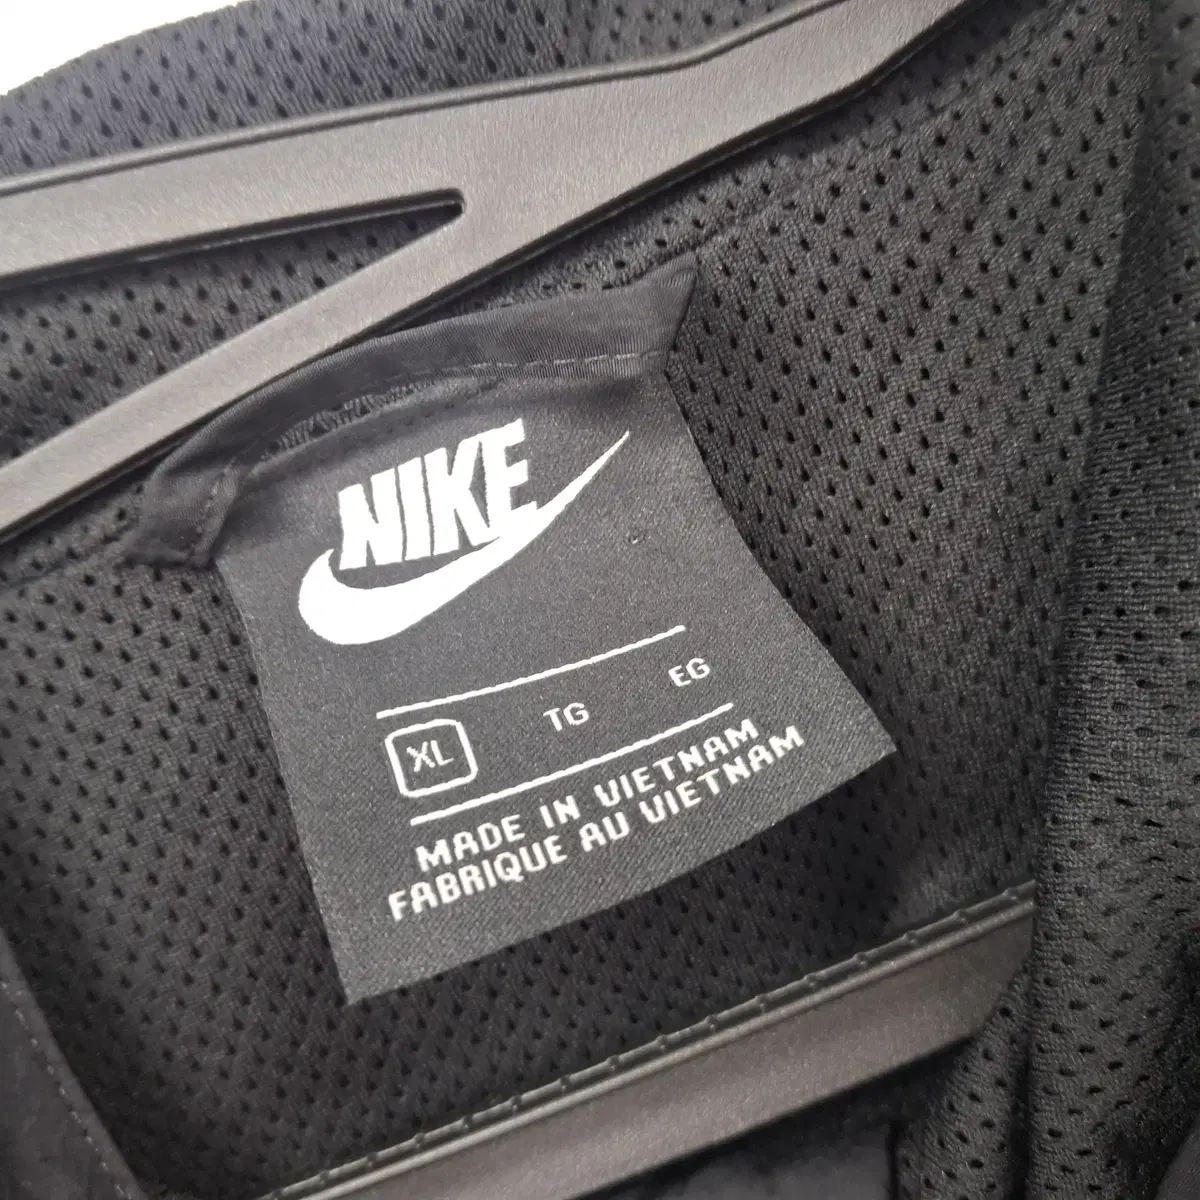 NIKE
XL TG EG
MADE IN VIETNAM
FABRIQUE AU VIETNAM